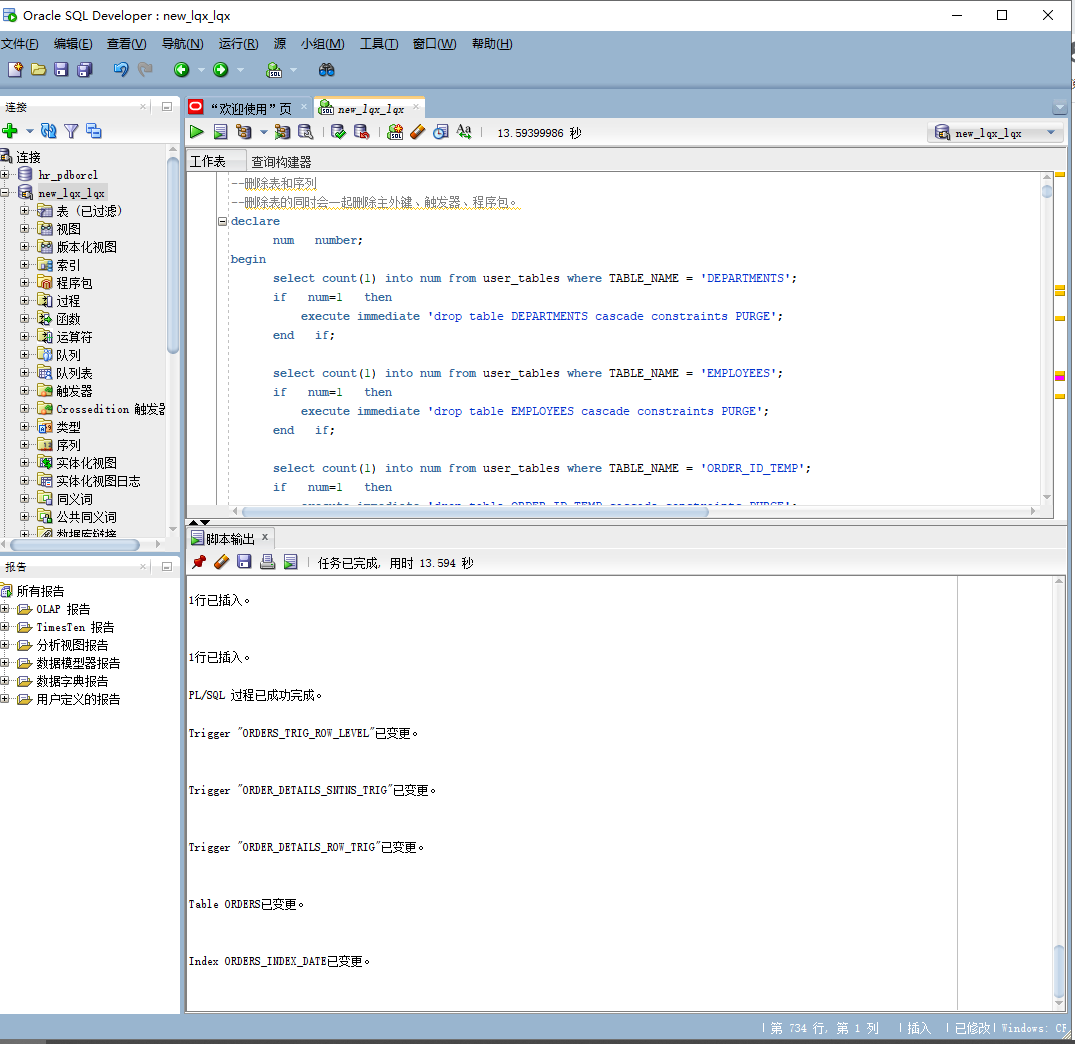 Oracle SQL Developer : new_lqx_lqx
文件(F) 编辑(E) 查看(V) 导航(N) 运行(R) 源 小组(M) 工具(T) 窗口(W) 帮助(H)
连接
连接
hr_pdborcl
new_lqx_lqx
表 (已过滤)
视图
版本化视图
索引
程序包
过程
函数
运算符
队列
队列表
触发器
Crossedition 触发器
类型
序列
实体化视图
实体化视图日志
同义词
公共同义词
数据库链接
报告
所有报告
OLAP 报告
TimesTen 报告
分析视图报告
数据模型器报告
数据字典报告
用户定义的报告
“欢迎使用”页 new_lqx_lqx
13.59399986 秒 new_lqx_lqx
工作表 查询构建器
--删除表和序列
--删除表的同时会一起删除主外键、触发器、程序包。
declare
num number;
begin
select count(1) into num from user_tables where TABLE_NAME = 'DEPARTMENTS';
if num=1 then
execute immediate 'drop table DEPARTMENTS cascade constraints PURGE';
end if;
select count(1) into num from user_tables where TABLE_NAME = 'EMPLOYEES';
if num=1 then
execute immediate 'drop table EMPLOYEES cascade constraints PURGE';
end if;
select count(1) into num from user_tables where TABLE_NAME = 'ORDER_ID_TEMP';
if num=1 then
execute immediate 'drop table ORDER_ID_TEMP cascade constraints PURGE';
脚本输出
任务已完成, 用时 13.594 秒
1行已插入。
1行已插入。
PL/SQL 过程已成功完成。
Trigger "ORDERS_TRIG_ROW_LEVEL"已变更。
Trigger "ORDER_DETAILS_SNTNS_TRIG"已变更。
Trigger "ORDER_DETAILS_ROW_TRIG"已变更。
Table ORDERS已变更。
Index ORDERS_INDEX_DATE已变更。
第 734 行, 第 1 列 插入 已修改 Windows: CR